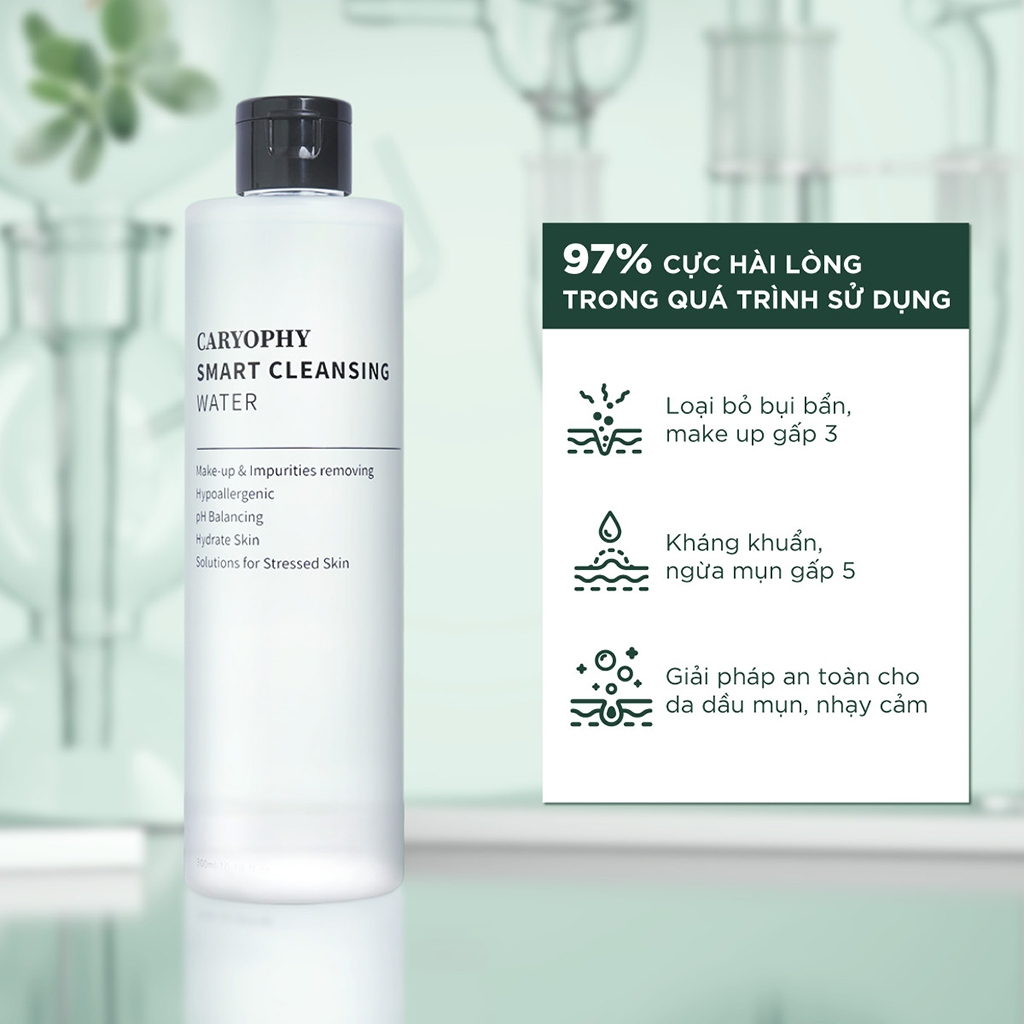 CARYOPHY
SMART CLEANSING
WATER
Make-up & Impurities removing
Hypoallergenic
pH Balancing
Hydrate Skin
Solutions for Stressed Skin
97% CỰC HÀI LÒNG
TRONG QUÁ TRÌNH SỬ DỤNG
Loại bỏ bụi bẩn,
make up gấp 3
Kháng khuẩn,
ngừa mụn gấp 5
Giải pháp an toàn cho
da dầu mụn, nhạy cảm